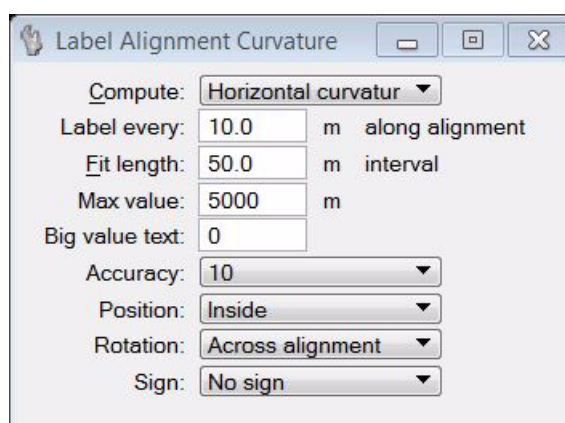 Label Alignment Curvature
Compute: Horizontal curvatur
Label every: 10.0 m along alignment
Fit length: 50.0 m interval
Max value: 5000 m
Big value text: 0
Accuracy: 10
Position: Inside
Rotation: Across alignment
Sign: No sign